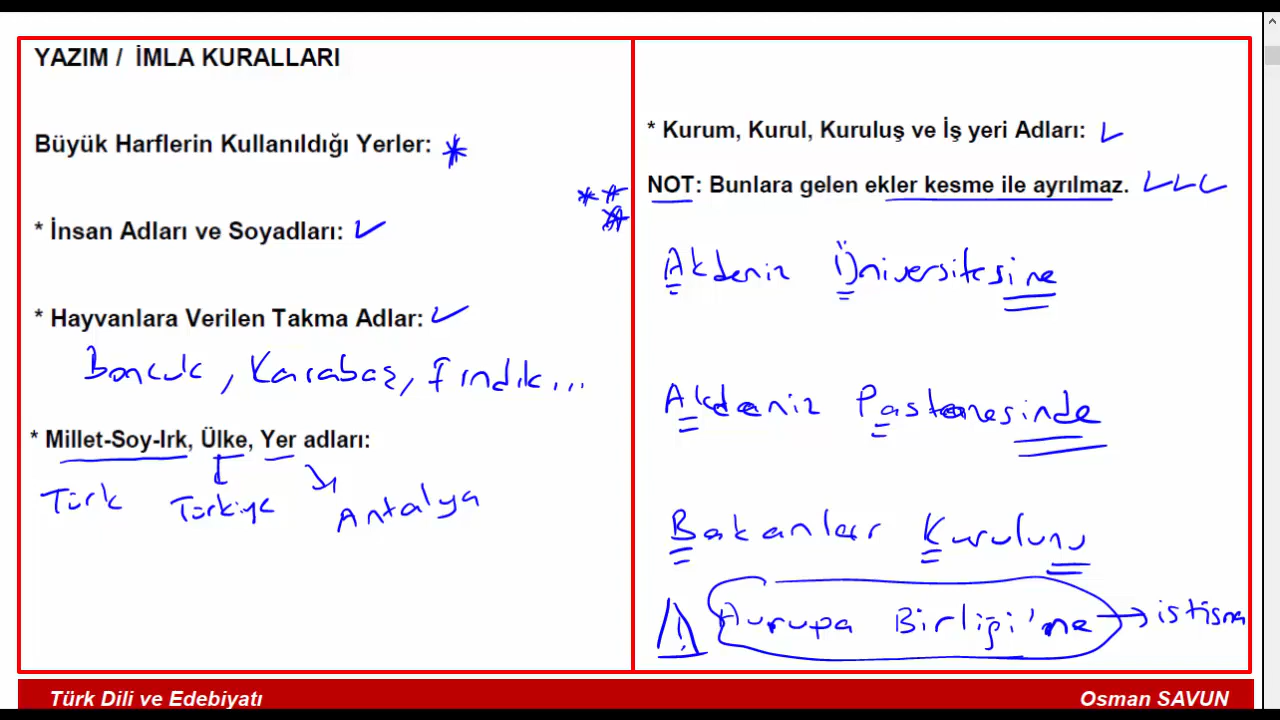 YAZIM / İMLA KURALLARI
Büyük Harflerin Kullanıldığı Yerler: *
* İnsan Adları ve Soyadları:
* Hayvanlara Verilen Takma Adlar:
Boncuk, Karabaş, Fındık...
* Millet-Soy-Irk, Ülke, Yer adları:
Türk Türkiye Antalya
* Kurum, Kurul, Kuruluş ve İş yeri Adları:
* *
*
NOT: Bunlara gelen ekler kesme ile ayrılmaz.
Akdeniz Üniversitesine
Akdeniz Pastanesinde
Bakanlar Kurulunu
! Avrupa Birliği'ne → istisna
Türk Dili ve Edebiyatı
Osman SAVUN